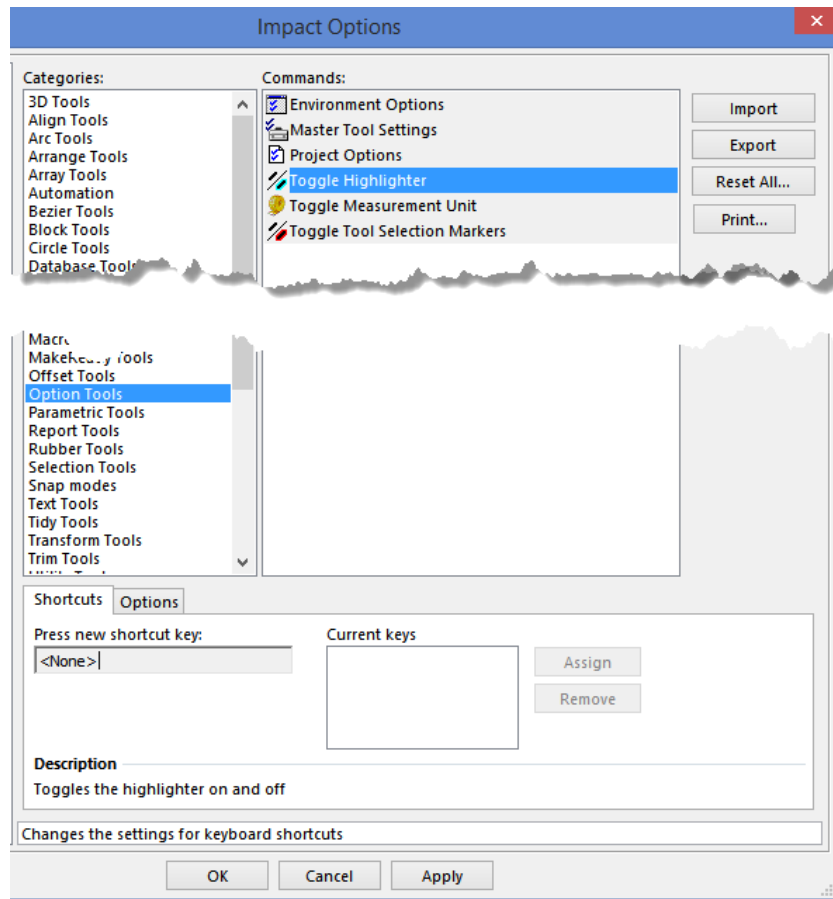 Impact Options
Categories:
3D Tools
Align Tools
Arc Tools
Arrange Tools
Array Tools
Automation
Bezier Tools
Block Tools
Circle Tools
Database Tools
Offset Tools
Option Tools
Parametric Tools
Report Tools
Rubber Tools
Selection Tools
Snap modes
Text Tools
Tidy Tools
Transform Tools
Trim Tools
Commands:
Environment Options
Master Tool Settings
Project Options
Toggle Highlighter
Toggle Measurement Unit
Toggle Tool Selection Markers
Import
Export
Reset All...
Print...
Shortcuts
Options
Press new shortcut key:
<None>
Current keys
Assign
Remove
Description
Toggles the highlighter on and off
Changes the settings for keyboard shortcuts
OK
Cancel
Apply